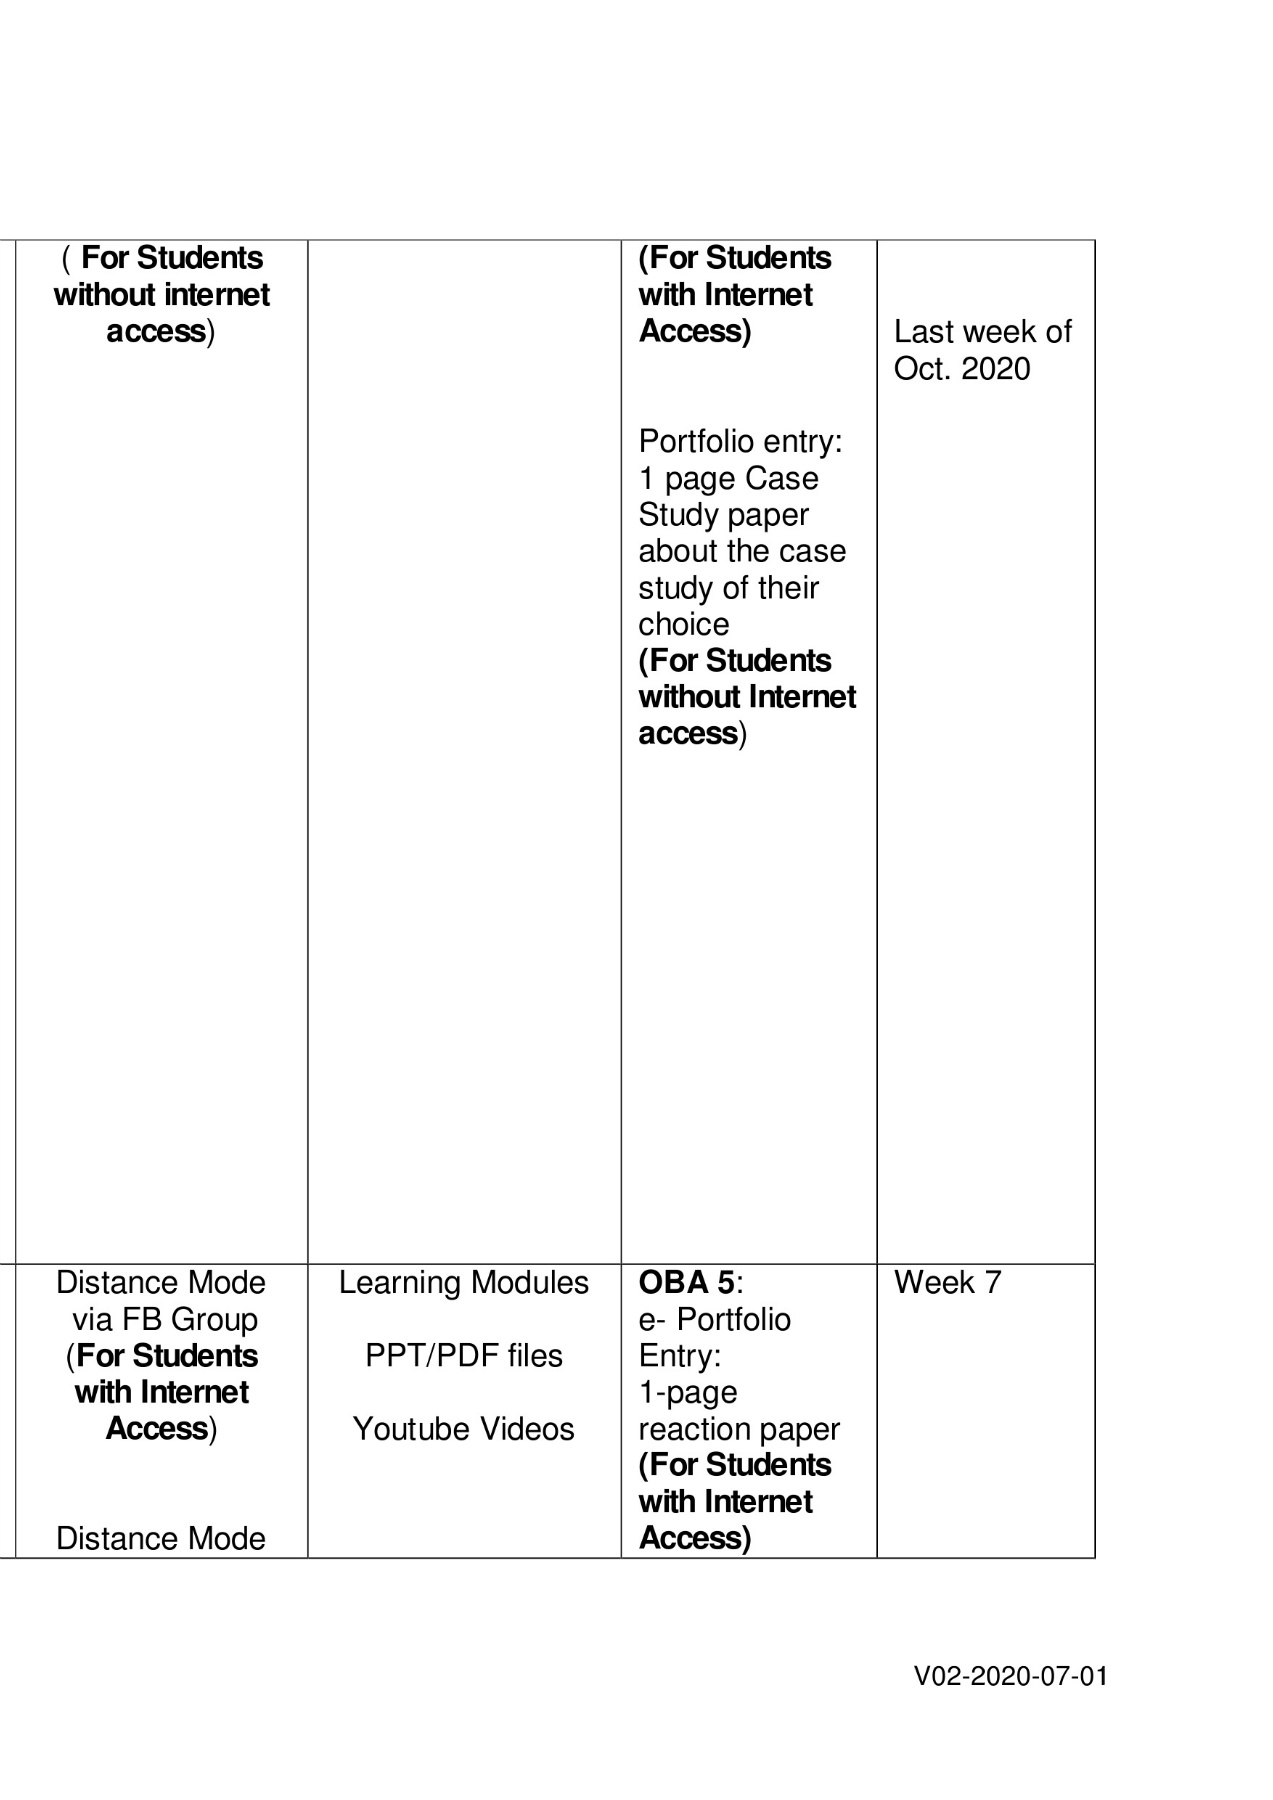 ( For Students
without internet
access)
(For Students
with Internet
Access)
Portfolio entry:
1 page Case
Study paper
about the case
study of their
choice
(For Students
without Internet
access)
Last week of
Oct. 2020
Distance Mode
via FB Group
(For Students
with Internet
Access)
Distance Mode
Learning Modules
PPT/PDF files
Youtube Videos
OBA 5:
e- Portfolio
Entry:
1-page
reaction paper
(For Students
with Internet
Access)
Week 7
V02-2020-07-01